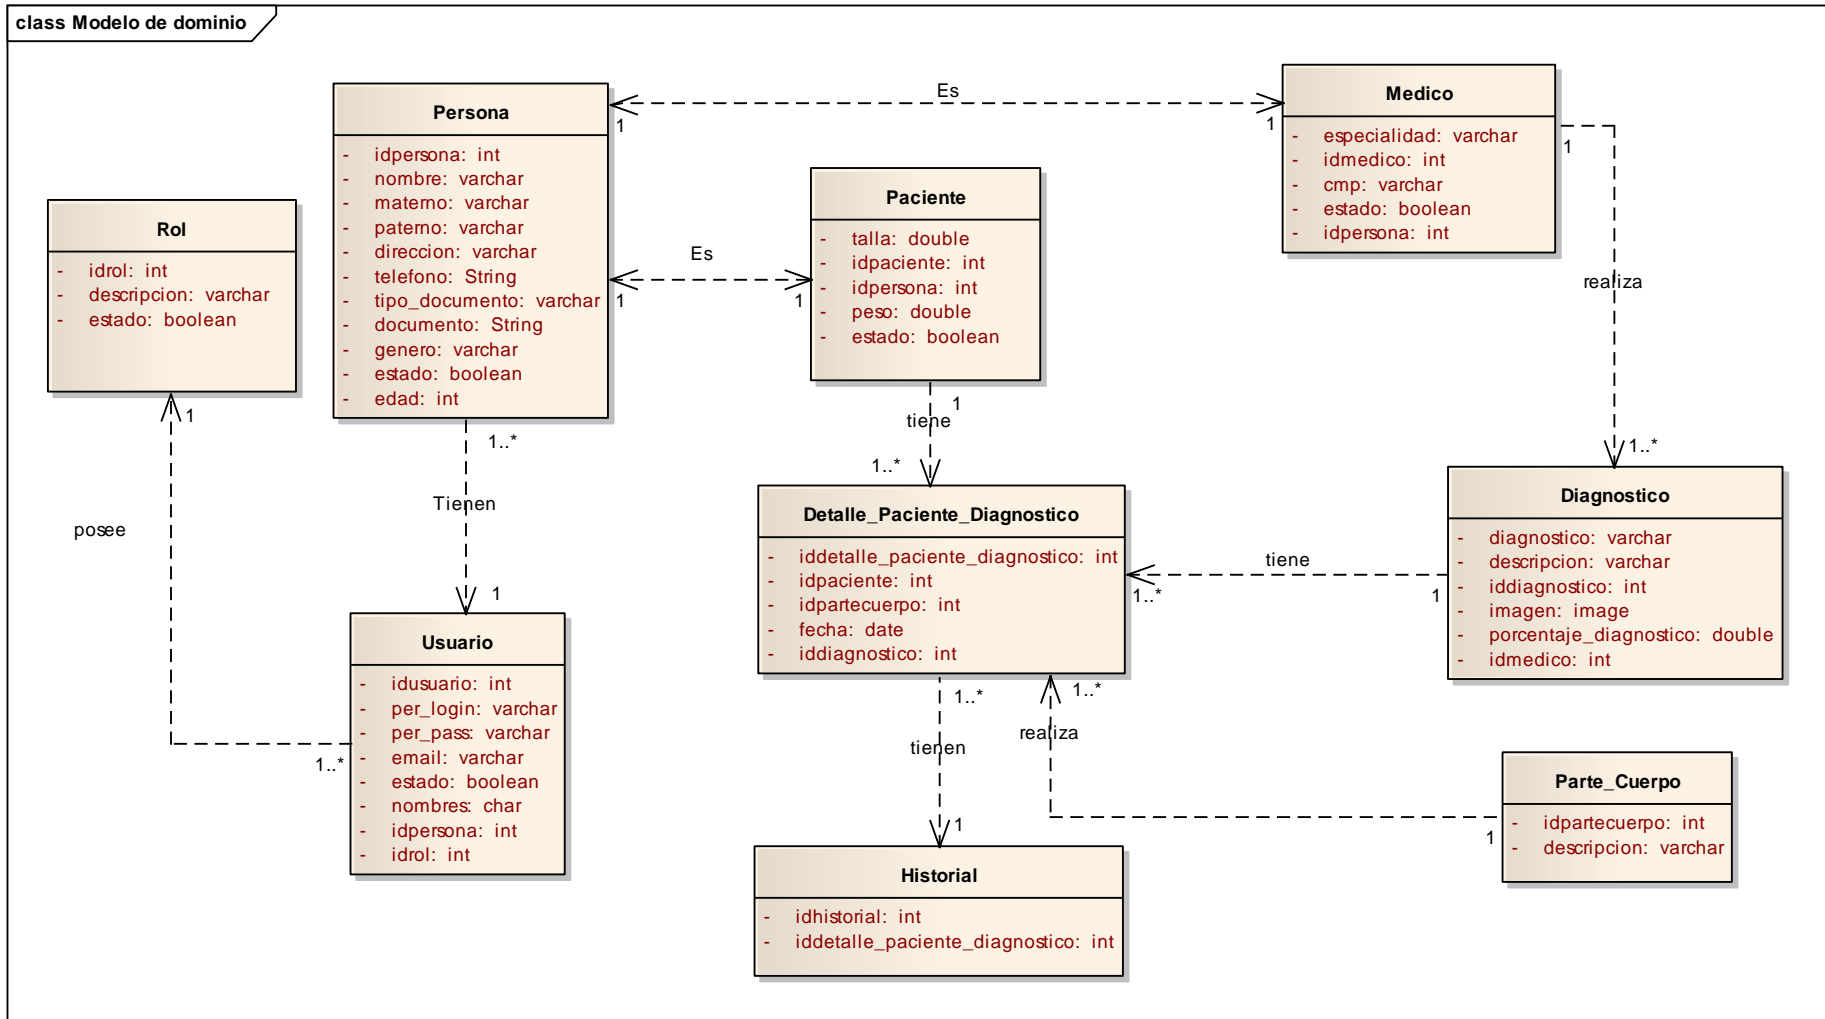 class Modelo de dominio
Persona
- idpersona: int
- nombre: varchar
- materno: varchar
- paterno: varchar
- direccion: varchar
- telefono: String
- tipo_documento: varchar
- documento: String
- genero: varchar
- estado: boolean
- edad: int
Es
1
1
Medico
- especialidad: varchar
- idmedico: int
- cmp: varchar
- estado: boolean
- idpersona: int
Paciente
- talla: double
- idpaciente: int
- idpersona: int
- peso: double
- estado: boolean
Es
1
1
Rol
- idrol: int
- descripcion: varchar
- estado: boolean
1
posee
1..*
1..*
Tienen
1
Usuario
- idusuario: int
- per_login: varchar
- per_pass: varchar
- email: varchar
- estado: boolean
- nombres: char
- idpersona: int
- idrol: int
1
tiene
1..*
Detalle_Paciente_Diagnostico
- iddetalle_paciente_diagnostico: int
- idpaciente: int
- idpartecuerpo: int
- fecha: date
- iddiagnostico: int
1
realiza
1..*
Diagnostico
- diagnostico: varchar
- descripcion: varchar
- iddiagnostico: int
- imagen: image
- porcentaje_diagnostico: double
- idmedico: int
tiene
1..*
1
1..*
tienen
1
1..*
realiza
1
Parte_Cuerpo
- idpartecuerpo: int
- descripcion: varchar
Historial
- idhistorial: int
- iddetalle_paciente_diagnostico: int